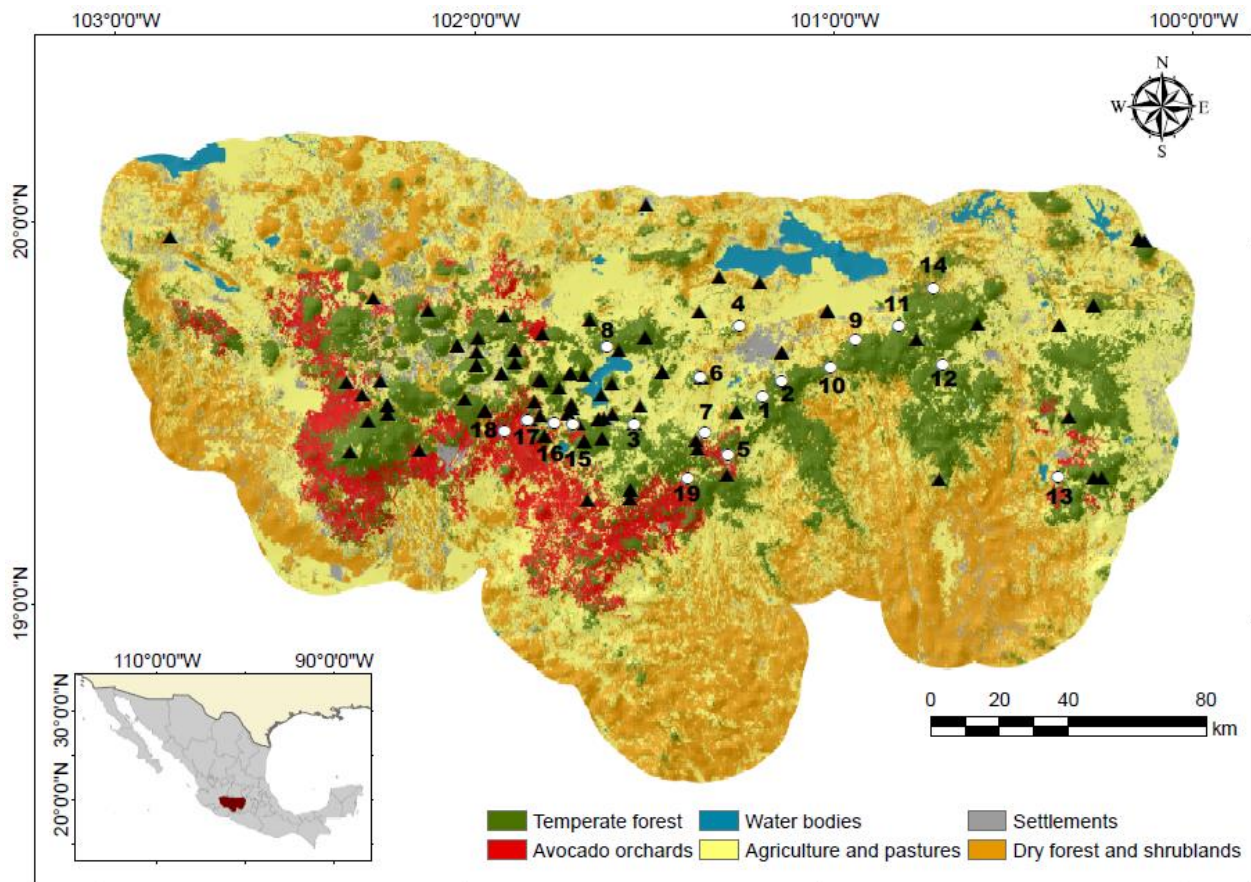 103°0'0"W 102°0'0"W 101°0'0"W 100°0'0"W
N
W E
S
20°0'0"N
14
11
4
9
8
10
12
6
2
1
7
18 17 3
16
15
5
19
13
19°0'0"N
110°0'0"W 90°0'0"W
30°0'0"N
20°0'0"N
0 20 40 80
km
Temperate forest Water bodies Settlements
Avocado orchards Agriculture and pastures Dry forest and shrublands